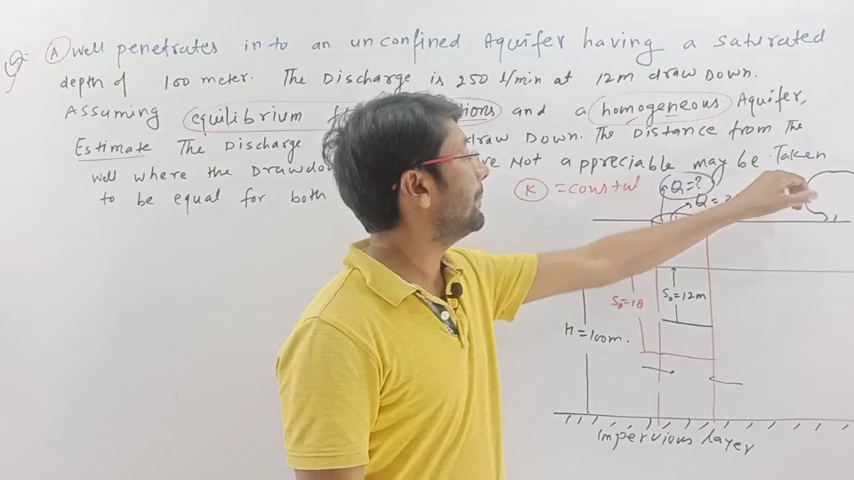 Q:- A well penetrates in to an unconfined Aquifer having a saturated
depth of 100 meter. The Discharge is 250 l/min at 12m draw Down.
Assuming equilibrium and a homogeneous Aquifer,
Estimate The Discharge draw Down. The Distance from The
well where the Drawdo Not appreciable may be Taken
to be equal for both
K = constal
Q = ?
Q = ?
S₀=18
S₀=12m
H = 100m.
Impervious layer